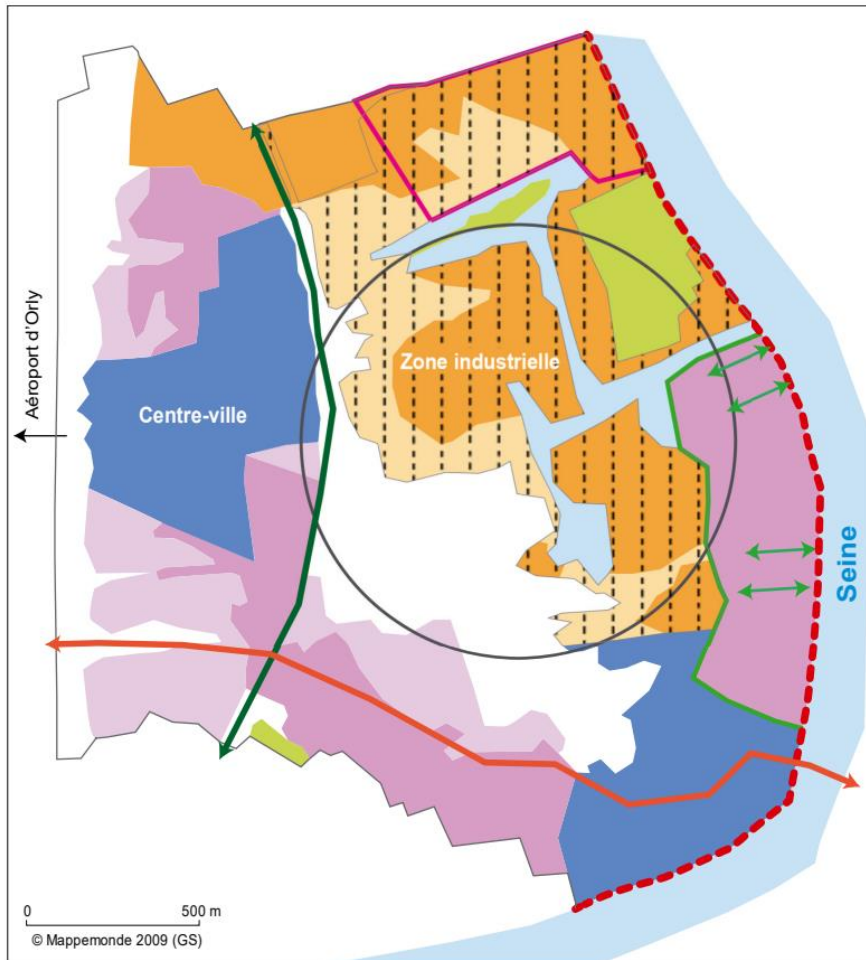 Aéroport d'Orly
Centre-ville
Zone industrielle
Seine
0 500 m
© Mappemonde 2009 (GS)